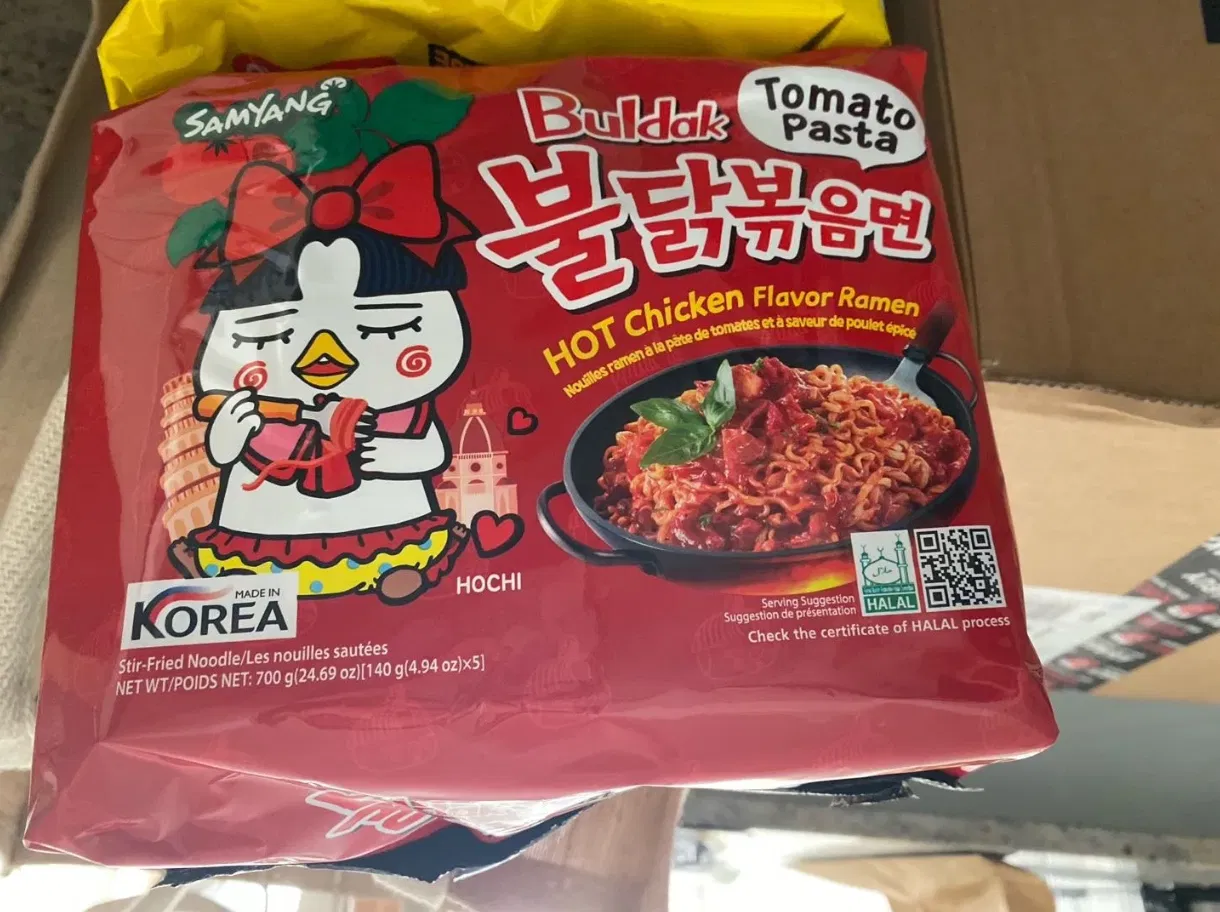 SAMYANG
Buldak
Tomato
Pasta
불닭볶음면
HOT Chicken Flavor Ramen
Nouilles ramen à la pâte de tomates et à saveur de poulet épicé
HOCHI
MADE IN
KOREA
Stir-Fried Noodle/Les nouilles sautées
NET WT/POIDS NET: 700 g(24.69 oz)[140 g(4.94 oz)x5]
Serving Suggestion
Suggestion de présentation
HALAL
Check the certificate of HALAL process